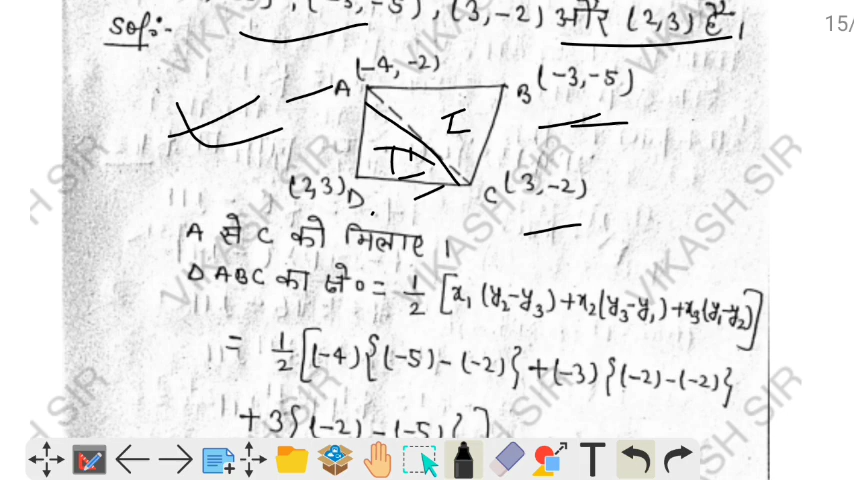 -5), (3,-2) और (2,3) है।
15/
Sol:-
A (-4,-2)
B (-3,-5)
I
II
(2,3) D
C (3,-2)
A से C को मिलाए।
Δ ABC का क्षे० = 1/2 [x₁ (y₂-y₃)+x₂(y₃-y₁)+x₃(y₁-y₂)]
= 1/2 [(-4){(-5)-(-2)} +(-3){(-2)-(-2)}
+3{(-2)-(-5)}]
VIKASH SIR
T